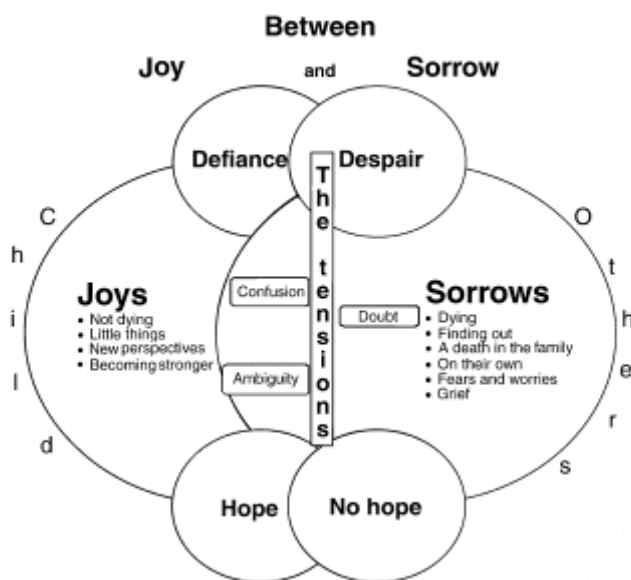 Between
Joy and Sorrow
Defiance
Despair
The tensions
Child
Others
Joys
• Not dying
• Little things
• New perspectives
• Becoming stronger
Confusion
Ambiguity
Doubt
Sorrows
• Dying
• Finding out
• A death in the family
• On their own
• Fears and worries
• Grief
Hope
No hope